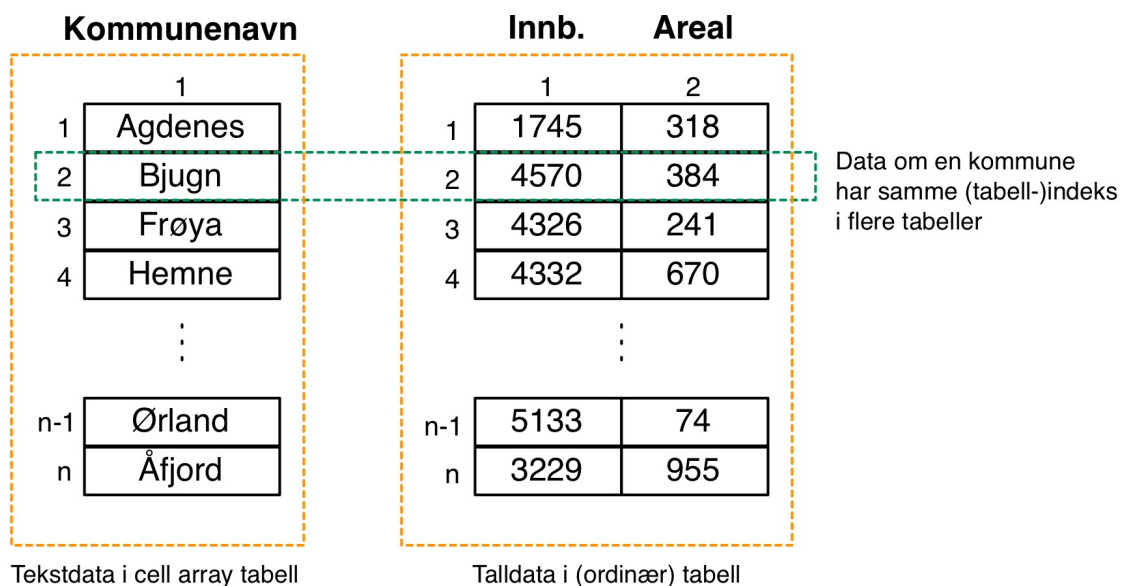 Kommunenavn Innb. Areal
1 1 2
1 Agdenes 1 1745 318
2 Bjugn 2 4570 384
3 Frøya 3 4326 241
4 Hemne 4 4332 670
n-1 Ørland n-1 5133 74
n Åfjord n 3229 955
Data om en kommune
har samme (tabell-)indeks
i flere tabeller
Tekstdata i cell array tabell Talldata i (ordinær) tabell